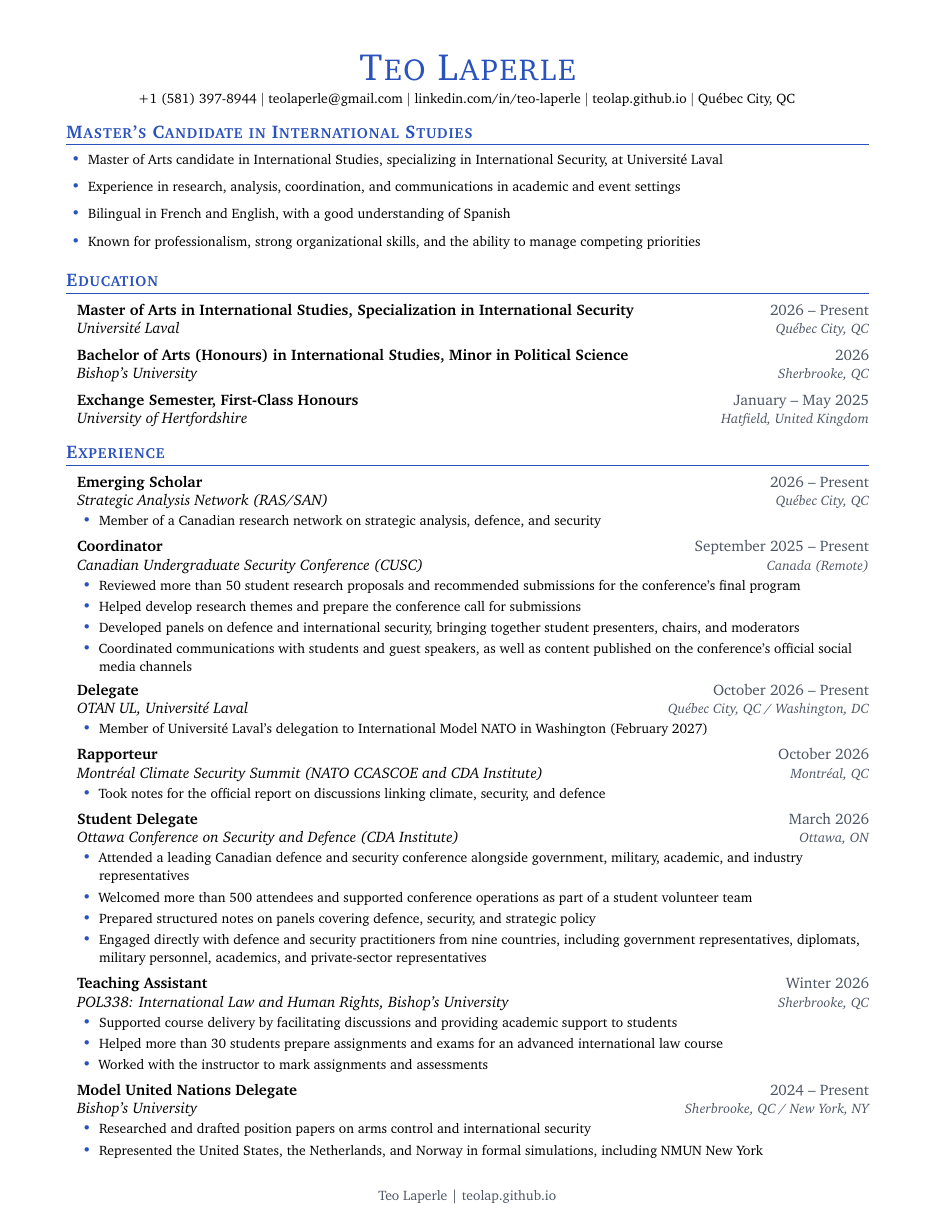 Teo Laperle
+1 (581) 397-8944 | teolaperle@gmail.com | linkedin.com/in/teo-laperle | teolap.github.io | Québec City, QC
Master's Candidate in International Studies
• Master of Arts candidate in International Studies, specializing in International Security, at Université Laval
• Experience in research, analysis, coordination, and communications in academic and event settings
• Bilingual in French and English, with a good understanding of Spanish
• Known for professionalism, strong organizational skills, and the ability to manage competing priorities
Education
Master of Arts in International Studies, Specialization in International Security 2026 – Present
Université Laval Québec City, QC
Bachelor of Arts (Honours) in International Studies, Minor in Political Science 2026
Bishop's University Sherbrooke, QC
Exchange Semester, First-Class Honours January – May 2025
University of Hertfordshire Hatfield, United Kingdom
Experience
Emerging Scholar 2026 – Present
Strategic Analysis Network (RAS/SAN) Québec City, QC
• Member of a Canadian research network on strategic analysis, defence, and security
Coordinator September 2025 – Present
Canadian Undergraduate Security Conference (CUSC) Canada (Remote)
• Reviewed more than 50 student research proposals and recommended submissions for the conference's final program
• Helped develop research themes and prepare the conference call for submissions
• Developed panels on defence and international security, bringing together student presenters, chairs, and moderators
• Coordinated communications with students and guest speakers, as well as content published on the conference's official social
media channels
Delegate October 2026 – Present
OTAN UL, Université Laval Québec City, QC / Washington, DC
• Member of Université Laval's delegation to International Model NATO in Washington (February 2027)
Rapporteur October 2026
Montréal Climate Security Summit (NATO CCASCOE and CDA Institute) Montréal, QC
• Took notes for the official report on discussions linking climate, security, and defence
Student Delegate March 2026
Ottawa Conference on Security and Defence (CDA Institute) Ottawa, ON
• Attended a leading Canadian defence and security conference alongside government, military, academic, and industry
representatives
• Welcomed more than 500 attendees and supported conference operations as part of a student volunteer team
• Prepared structured notes on panels covering defence, security, and strategic policy
• Engaged directly with defence and security practitioners from nine countries, including government representatives, diplomats,
military personnel, academics, and private-sector representatives
Teaching Assistant Winter 2026
POL338: International Law and Human Rights, Bishop's University Sherbrooke, QC
• Supported course delivery by facilitating discussions and providing academic support to students
• Helped more than 30 students prepare assignments and exams for an advanced international law course
• Worked with the instructor to mark assignments and assessments
Model United Nations Delegate 2024 – Present
Bishop's University Sherbrooke, QC / New York, NY
• Researched and drafted position papers on arms control and international security
• Represented the United States, the Netherlands, and Norway in formal simulations, including NMUN New York
Teo Laperle | teolap.github.io